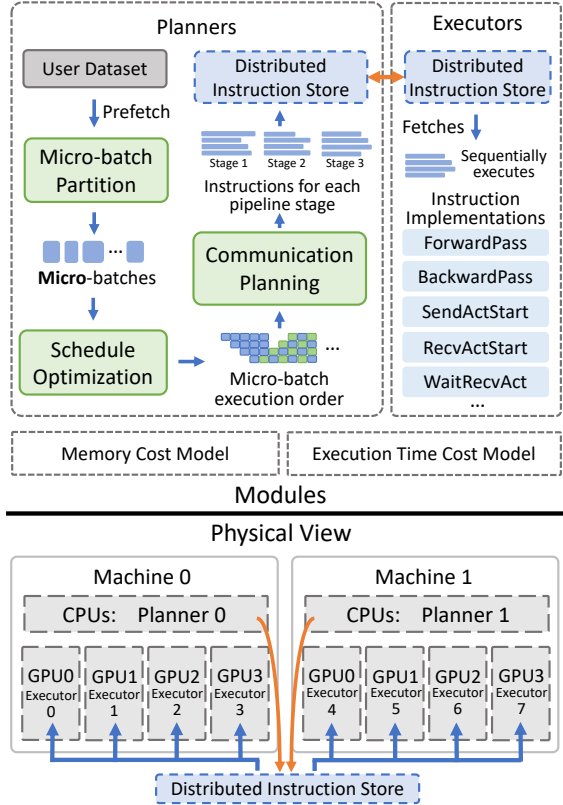 Planners
User Dataset
Prefetch
Micro-batch
Partition
...
Micro-batches
Schedule
Optimization
...
Micro-batch
execution order
Communication
Planning
Instructions for each
pipeline stage
Stage 1 Stage 2 Stage 3
Distributed
Instruction Store
Executors
Distributed
Instruction Store
Fetches
Sequentially
executes
Instruction
Implementations
ForwardPass
BackwardPass
SendActStart
RecvActStart
WaitRecvAct
...
Memory Cost Model
Execution Time Cost Model
Modules
Physical View
Machine 0
CPUs: Planner 0
GPU0
Executor
0
GPU1
Executor
1
GPU2
Executor
2
GPU3
Executor
3
Machine 1
CPUs: Planner 1
GPU0
Executor
4
GPU1
Executor
5
GPU2
Executor
6
GPU3
Executor
7
Distributed Instruction Store